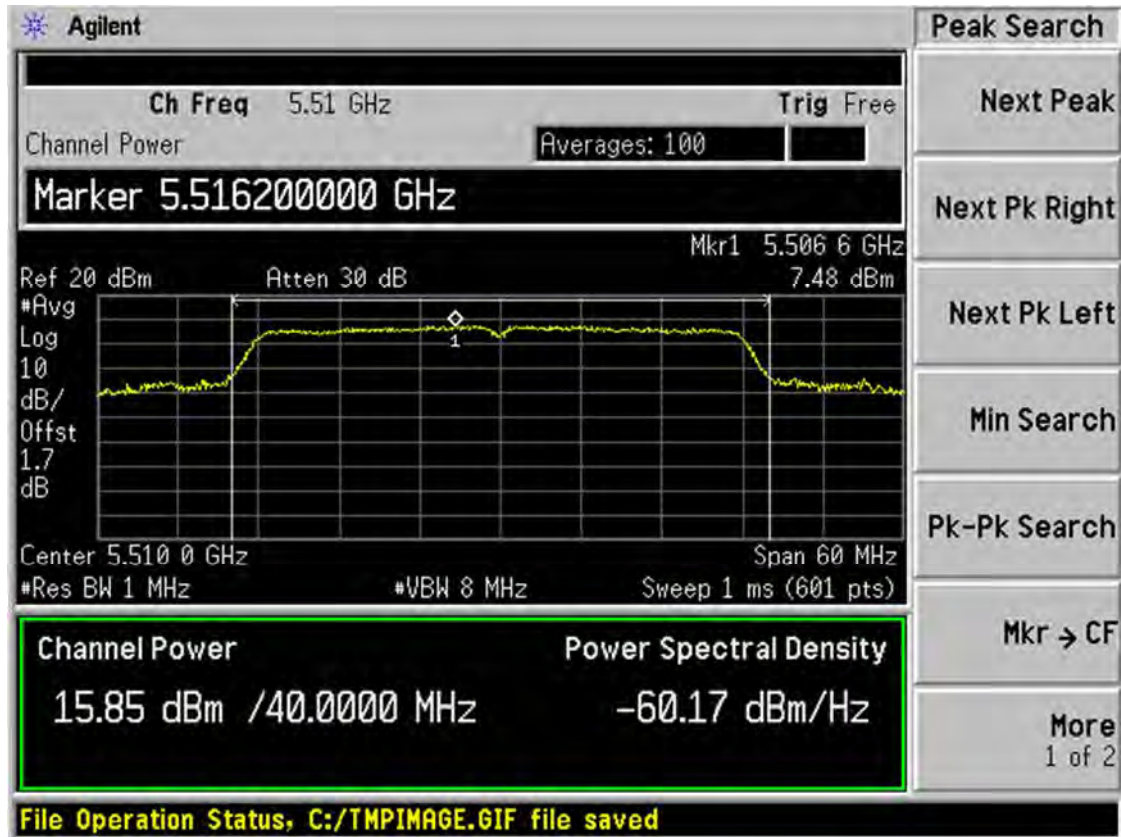 Agilent
Peak Search
Ch Freq 5.51 GHz
Trig Free
Channel Power
Averages: 100
Marker 5.516200000 GHz
Mkr1 5.506 6 GHz
Ref 20 dBm
Atten 30 dB
7.48 dBm
#Avg
Log
10
dB/
Offst
1.7
dB
1
Center 5.510 0 GHz
Span 60 MHz
#Res BW 1 MHz
#VBW 8 MHz
Sweep 1 ms (601 pts)
Channel Power
Power Spectral Density
15.85 dBm /40.0000 MHz
-60.17 dBm/Hz
File Operation Status, C:/TMPIMAGE.GIF file saved
Next Peak
Next Pk Right
Next Pk Left
Min Search
Pk-Pk Search
Mkr → CF
More
1 of 2